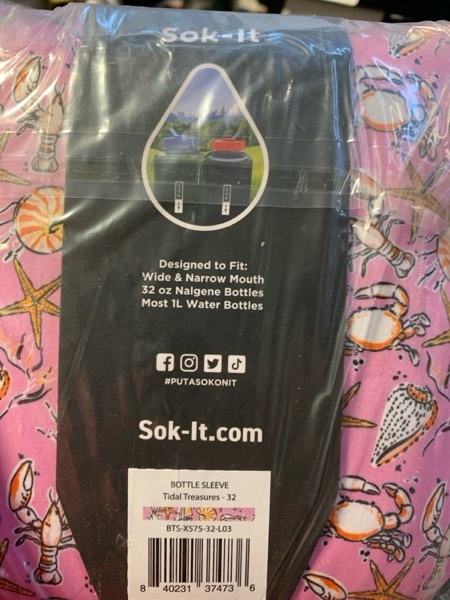 Sok-It
Designed to Fit:
Wide & Narrow Mouth
32 oz Nalgene Bottles
Most 1L Water Bottles
#PUTASOKONIT
Sok-It.com
BOTTLE SLEEVE
Tidal Treasures - 32
BTS-X575-32-L03
8 40231 37473 6